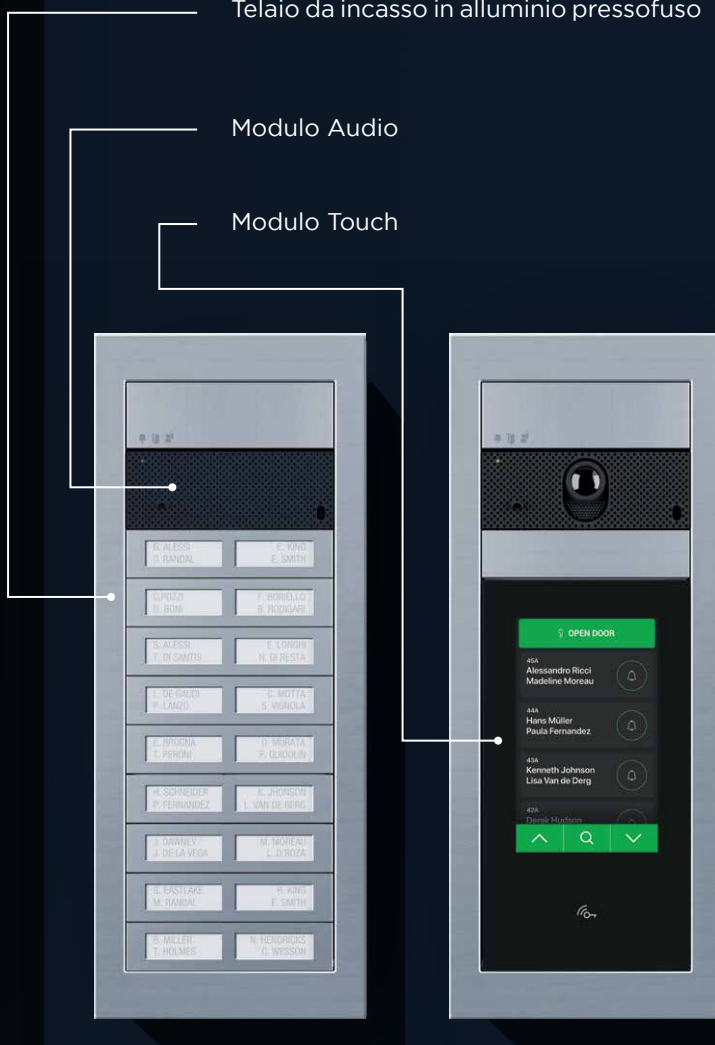 Telaio da incasso in alluminio pressofuso
Modulo Audio
Modulo Touch
G. ALESSI
D. RANDAL
E. KING
E. SMITH
C.POZZI
B. BONI
F. BORIELLO
B. RODIGARI
S. ALESSI
T. DI SANTIS
E. LONGHI
N. DI RESTA
L. DE GAUDI
P. LANZO
C. MOTTA
S. VIGNOLA
E. BROGNA
T. PERONI
D. MURATA
P. GUIDOLIN
H. SCHNEIDER
P. FERNANDEZ
K. JHONSON
L. VAN DE BERG
J. DAWNEY
J. DE LA VEGA
M. MOREAU
L. D'ROZA
G. EASTLAKE
M. RANDAL
R. KING
E. SMITH
B. MILLER
T. HOLMES
N. HENDRICKS
C. WESSON
OPEN DOOR
45A
Alessandro Ricci
Madeline Moreau
44A
Hans Müller
Paula Fernandez
43A
Kenneth Johnson
Lisa Van de Derg
42A
Derek Hudson